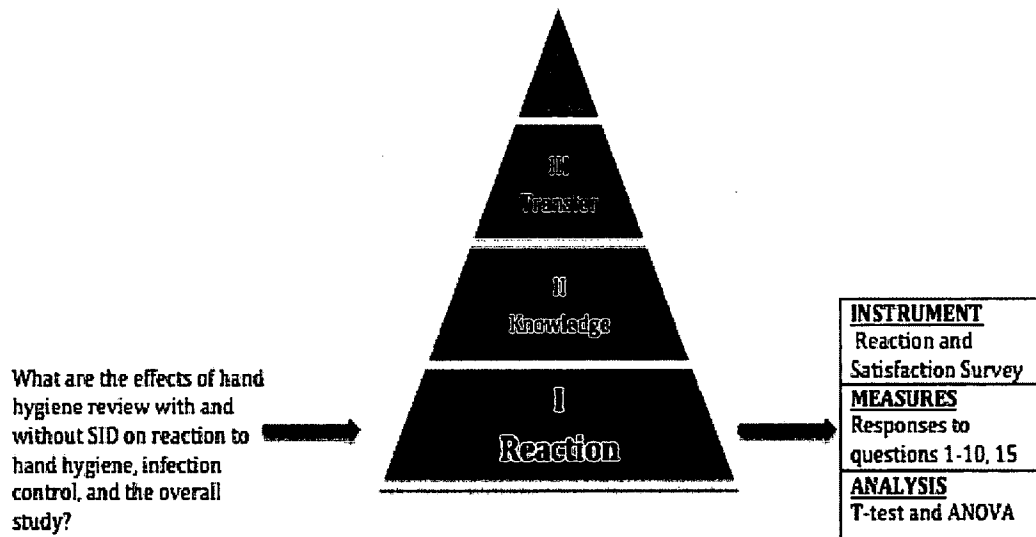 III
Transfer
II
Knowledge
I
Reaction
What are the effects of hand
hygiene review with and
without SID on reaction to
hand hygiene, infection
control, and the overall
study?
INSTRUMENT
Reaction and
Satisfaction Survey
MEASURES
Responses to
questions 1-10, 15
ANALYSIS
T-test and ANOVA